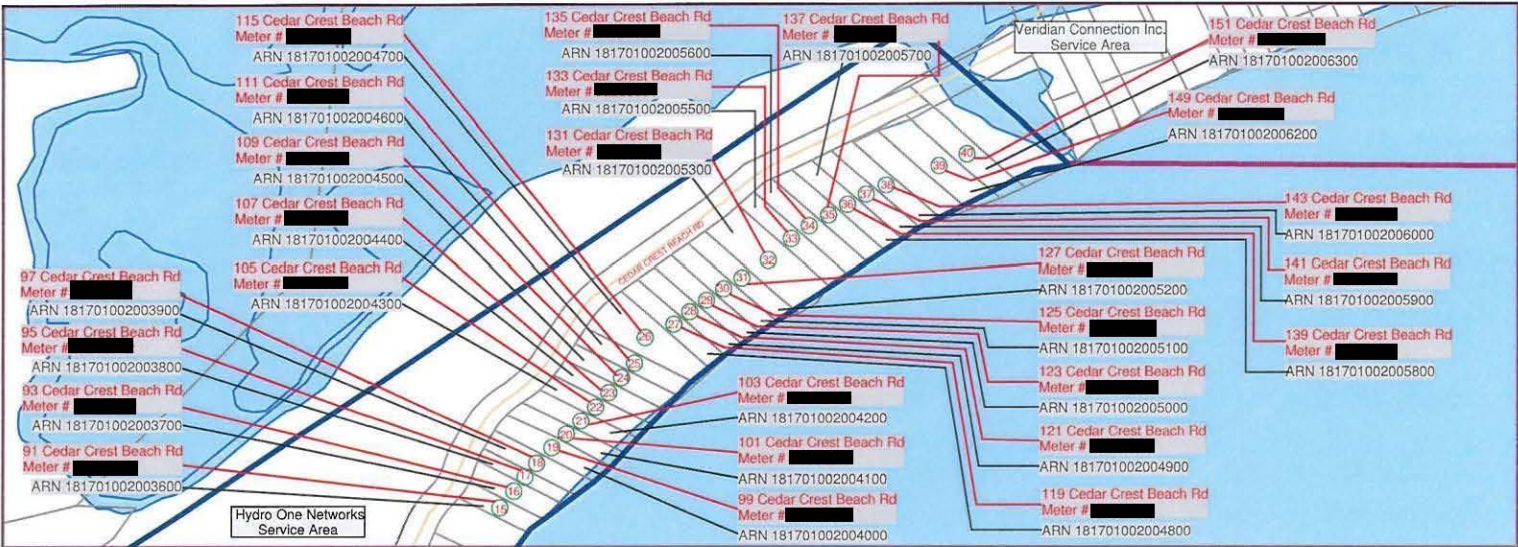 115 Cedar Crest Beach Rd
Meter #
ARN 181701002004700
111 Cedar Crest Beach Rd
Meter #
ARN 181701002004600
109 Cedar Crest Beach Rd
Meter #
ARN 181701002004500
107 Cedar Crest Beach Rd
Meter #
ARN 181701002004400
105 Cedar Crest Beach Rd
Meter #
ARN 181701002004300
97 Cedar Crest Beach Rd
Meter #
ARN 181701002003900
95 Cedar Crest Beach Rd
Meter #
ARN 181701002003800
93 Cedar Crest Beach Rd
Meter #
ARN 181701002003700
91 Cedar Crest Beach Rd
Meter #
ARN 181701002003600
Hydro One Networks
Service Area
135 Cedar Crest Beach Rd
Meter #
ARN 181701002005600
133 Cedar Crest Beach Rd
Meter #
ARN 181701002005500
131 Cedar Crest Beach Rd
Meter #
ARN 181701002005300
137 Cedar Crest Beach Rd
Meter #
ARN 181701002005700
Veridian Connection Inc.
Service Area
151 Cedar Crest Beach Rd
Meter #
ARN 181701002006300
149 Cedar Crest Beach Rd
Meter #
ARN 181701002006200
143 Cedar Crest Beach Rd
Meter #
ARN 181701002006000
141 Cedar Crest Beach Rd
Meter #
ARN 181701002005900
139 Cedar Crest Beach Rd
Meter #
ARN 181701002005800
127 Cedar Crest Beach Rd
Meter #
ARN 181701002005200
125 Cedar Crest Beach Rd
Meter #
ARN 181701002005100
123 Cedar Crest Beach Rd
Meter #
ARN 181701002005000
121 Cedar Crest Beach Rd
Meter #
ARN 181701002004900
119 Cedar Crest Beach Rd
Meter #
ARN 181701002004800
103 Cedar Crest Beach Rd
Meter #
ARN 181701002004200
101 Cedar Crest Beach Rd
Meter #
ARN 181701002004100
99 Cedar Crest Beach Rd
Meter #
ARN 181701002004000
CEDAR CREST BEACH RD
40
39
38
37
36
35
34
33
32
31
30
29
28
27
26
25
24
23
22
21
20
19
18
17
16
15